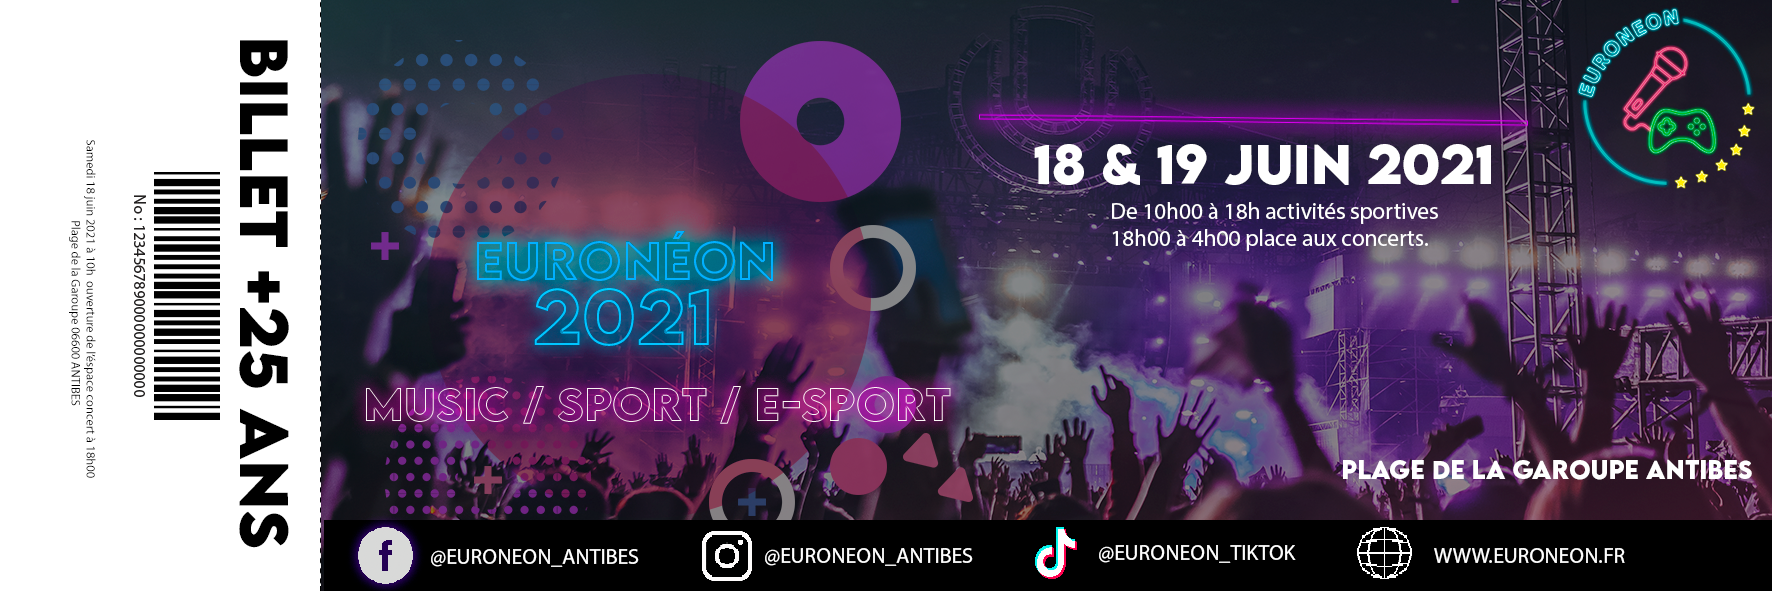 BILLET +25 ANS
No : 12345678900000000000
Samedi 18 juin 2021 à 10h ouverture de l'éspace concert à 18h00
Plage de la Garoupe 06600 ANTIBES
EURONÉON
2021
MUSIC / SPORT / E-SPORT
18 & 19 JUIN 2021
De 10h00 à 18h activités sportives
18h00 à 4h00 place aux concerts.
EURONEON
PLAGE DE LA GAROUPE ANTIBES
@EURONEON_ANTIBES
@EURONEON_ANTIBES
@EURONEON_TIKTOK
WWW.EURONEON.FR